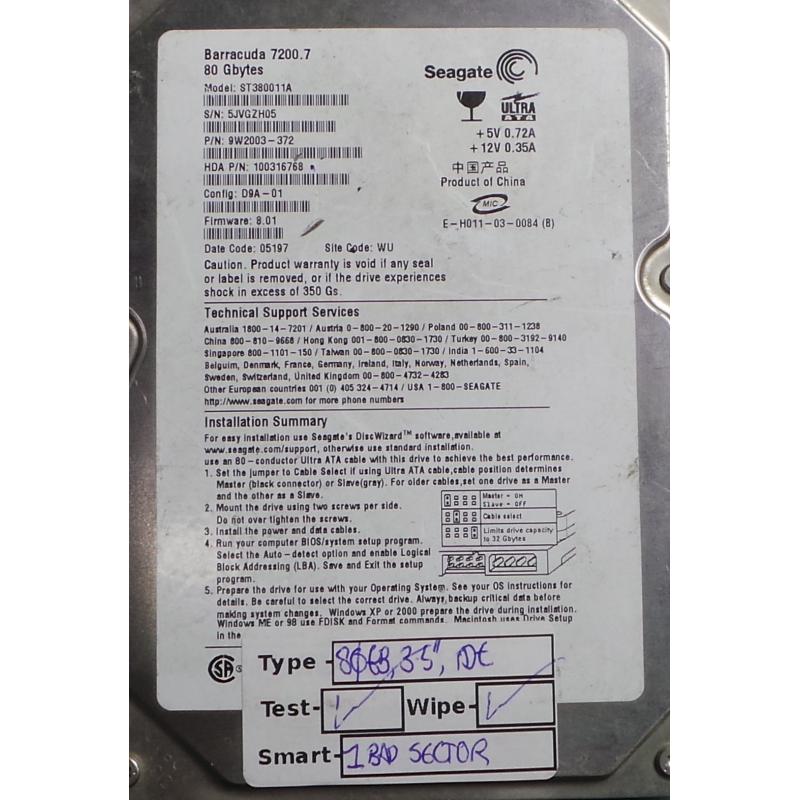 Barracuda 7200.7
80 Gbytes
Model: ST380011A
S/N: 5JVGZH05
P/N: 9W2003-372
HDA P/N: 100316768
Config: D9A-01
Firmware: 8.01
Date Code: 05197 Site Code: WU
Seagate
ULTRA
ATA
+5V 0.72A
+12V 0.35A
中国产品
Product of China
MIC
E-H011-03-0084 (B)
Caution. Product warranty is void if any seal
or label is removed, or if the drive experiences
shock in excess of 350 Gs.
Technical Support Services
Australia 1800-14-7201 / Austria 0-800-20-1290 / Poland 00-800-311-1238
China 800-810-9668 / Hong Kong 001-800-0830-1730 / Turkey 00-800-3192-9140
Singapore 800-1101-150 / Taiwan 00-800-0830-1730 / India 1-600-33-1104
Belguim, Denmark, France, Germany, Ireland, Italy, Norway, Netherlands, Spain,
Sweden, Switzerland, United Kingdom 00-800-4732-4283
Other European countries 001 (0) 405 324-4714 / USA 1-800-SEAGATE
http://www.seagate.com for more phone numbers
Installation Summary
For easy installation use Seagate's DiscWizard™ software,available at
www.seagate.com/support, otherwise use standard installation.
use an 80-conductor Ultra ATA cable with this drive to achieve the best performance.
1. Set the jumper to Cable Select if using Ultra ATA cable,cable position determines
Master (black connector) or Slave(gray). For older cables,set one drive as a Master
and the other as a Slave.
2. Mount the drive using two screws per side.
Do not over tighten the screws.
3. Install the power and data cables.
4. Run your computer BIOS/system setup program.
Select the Auto-detect option and enable Logical
Block Addressing (LBA). Save and Exit the setup
program.
Master = ON
Slave = OFF
Cable select
Limits drive capacity
to 32 Gbytes
5. Prepare the drive for use with your Operating System. See your OS instructions for
details. Be careful to select the correct drive. Always,backup critical data before
making system changes. Windows XP or 2000 prepare the drive during installation.
Windows ME or 98 use FDISK and Format commands. Macintosh uses Drive Setup
in the
Type - 80GB, 3.5", IDE
Test- Wipe-
Smart- 1 BAD SECTOR